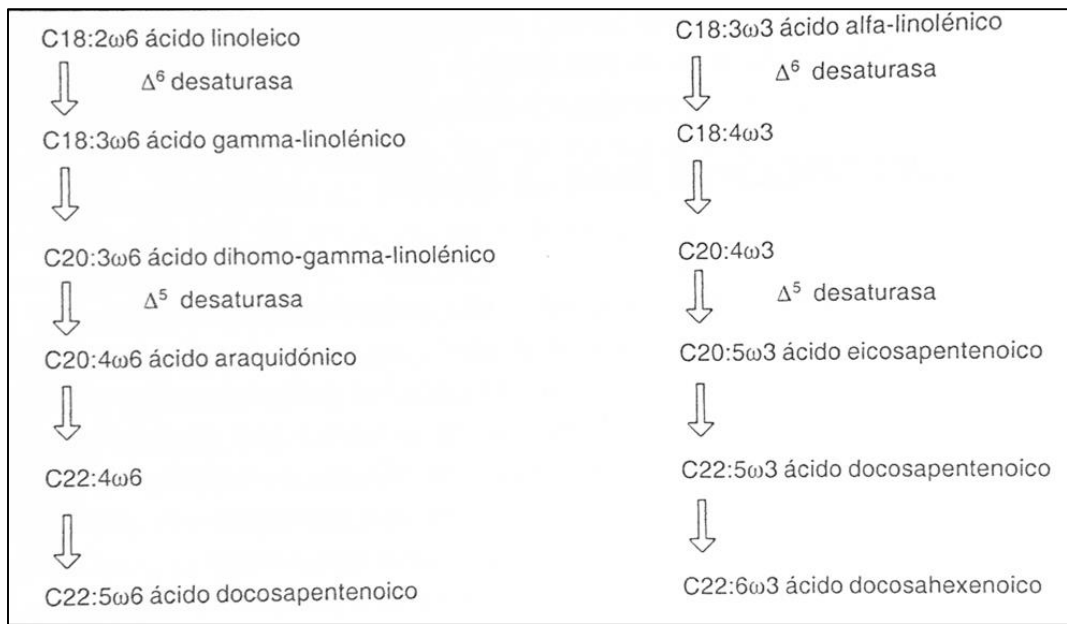 C18:2ω6 ácido linoleico
Δ⁶ desaturasa
C18:3ω6 ácido gamma-linolénico
C20:3ω6 ácido dihomo-gamma-linolénico
Δ⁵ desaturasa
C20:4ω6 ácido araquidónico
C22:4ω6
C22:5ω6 ácido docosapentenoico
C18:3ω3 ácido alfa-linolénico
Δ⁶ desaturasa
C18:4ω3
C20:4ω3
Δ⁵ desaturasa
C20:5ω3 ácido eicosapentenoico
C22:5ω3 ácido docosapentenoico
C22:6ω3 ácido docosahexenoico